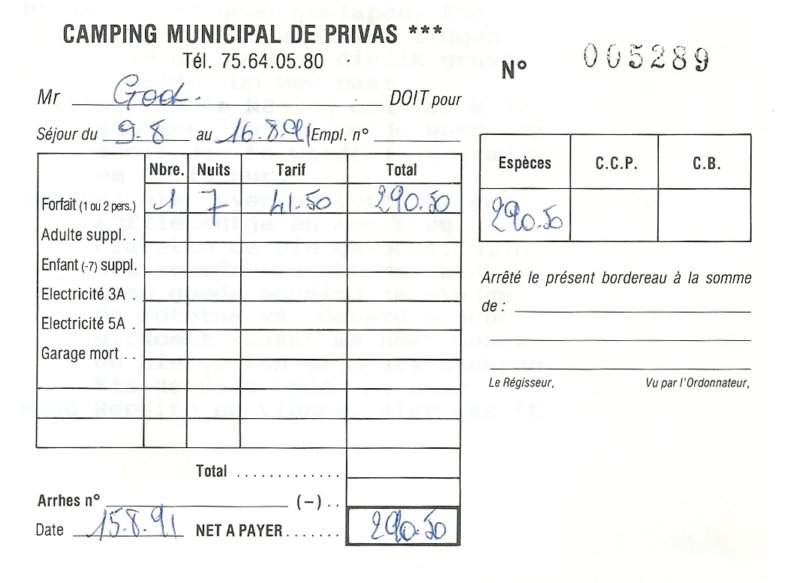 CAMPING MUNICIPAL DE PRIVAS ***
Tél. 75.64.05.80
N° 005289
Mr God. DOIT pour
Séjour du 9.8 au 16.8.91 Empl. n°
Nbre. Nuits Tarif Total
Forfait (1 ou 2 pers.) 1 7 41.50 290.50
Adulte suppl. .
Enfant (-7) suppl.
Electricité 3A .
Electricité 5A .
Garage mort . .
Total ............
Arrhes n° (–) . .
Date 15.8.91 NET A PAYER....... 290.50
Espèces C.C.P. C.B.
290.50
Arrêté le présent bordereau à la somme
de :
Le Régisseur, Vu par l'Ordonnateur,